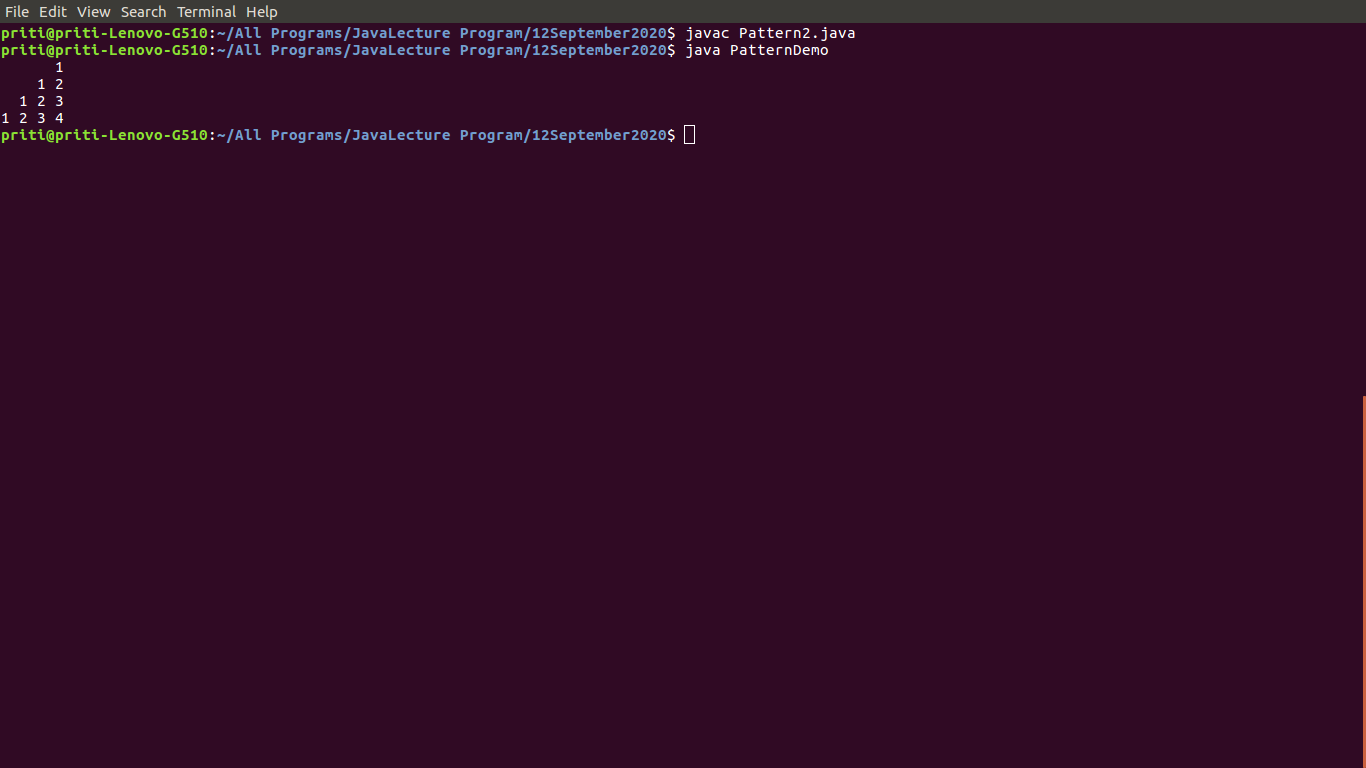 File Edit View Search Terminal Help
priti@priti-Lenovo-G510:~/All Programs/JavaLecture Program/12September2020$ javac Pattern2.java
priti@priti-Lenovo-G510:~/All Programs/JavaLecture Program/12September2020$ java PatternDemo
      1
    1 2
  1 2 3
1 2 3 4
priti@priti-Lenovo-G510:~/All Programs/JavaLecture Program/12September2020$